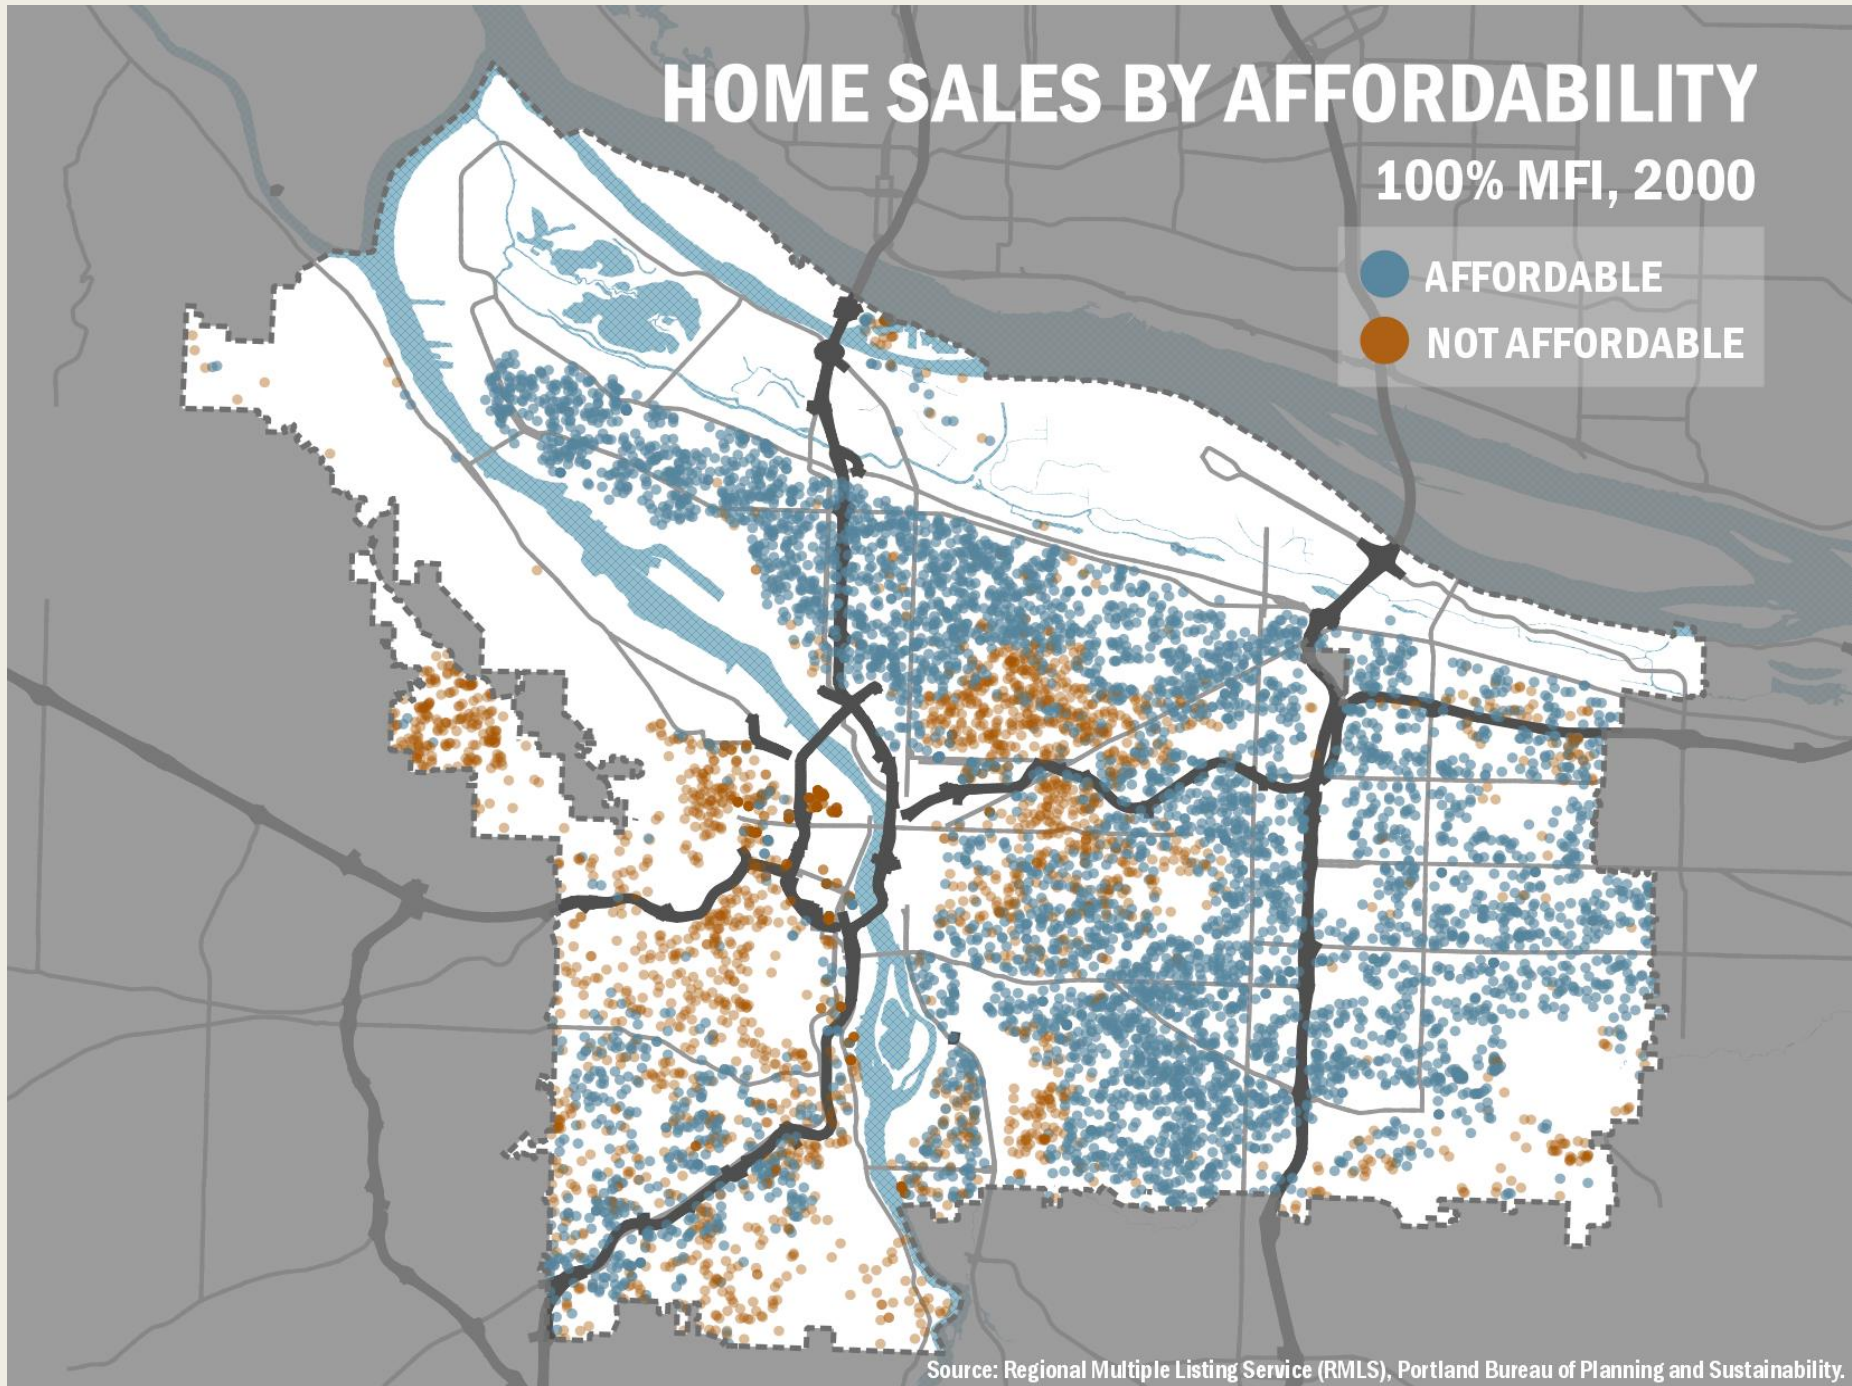 HOME SALES BY AFFORDABILITY
100% MFI, 2000
AFFORDABLE
NOT AFFORDABLE
Source: Regional Multiple Listing Service (RMLS), Portland Bureau of Planning and Sustainability.